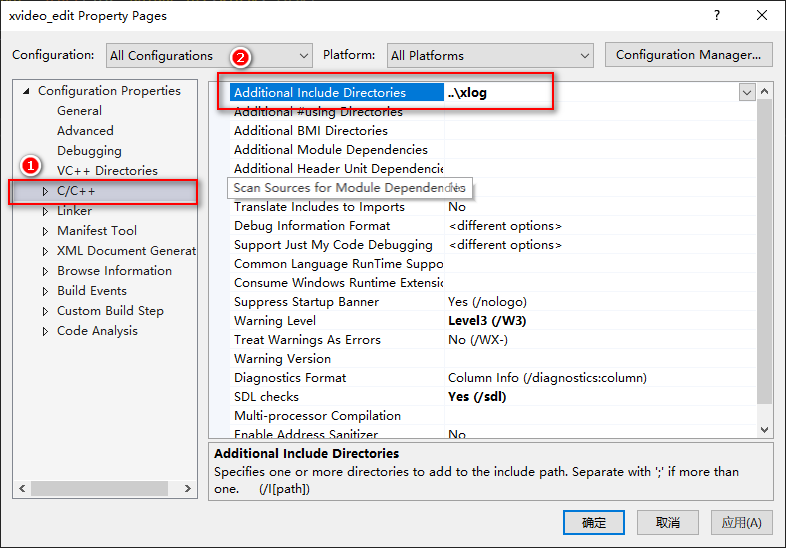 xvideo_edit Property Pages
?
Configuration: All Configurations Platform: All Platforms Configuration Manager...
2
1
Configuration Properties
General
Advanced
Debugging
VC++ Directories
C/C++
Linker
Manifest Tool
XML Document Generat
Browse Information
Build Events
Custom Build Step
Code Analysis
Additional Include Directories ..\xlog
Additional #using Directories
Additional BMI Directories
Additional Module Dependencies
Additional Header Unit Dependencie
Scan Sources for Module Dependencies
Translate Includes to Imports No
Debug Information Format <different options>
Support Just My Code Debugging <different options>
Common Language RunTime Suppo
Consume Windows Runtime Extensic
Suppress Startup Banner Yes (/nologo)
Warning Level Level3 (/W3)
Treat Warnings As Errors No (/WX-)
Warning Version
Diagnostics Format Column Info (/diagnostics:column)
SDL checks Yes (/sdl)
Multi-processor Compilation
Enable Address Sanitizer No
Additional Include Directories
Specifies one or more directories to add to the include path. Separate with ';' if more than
one. (/I[path])
确定 取消 应用(A)